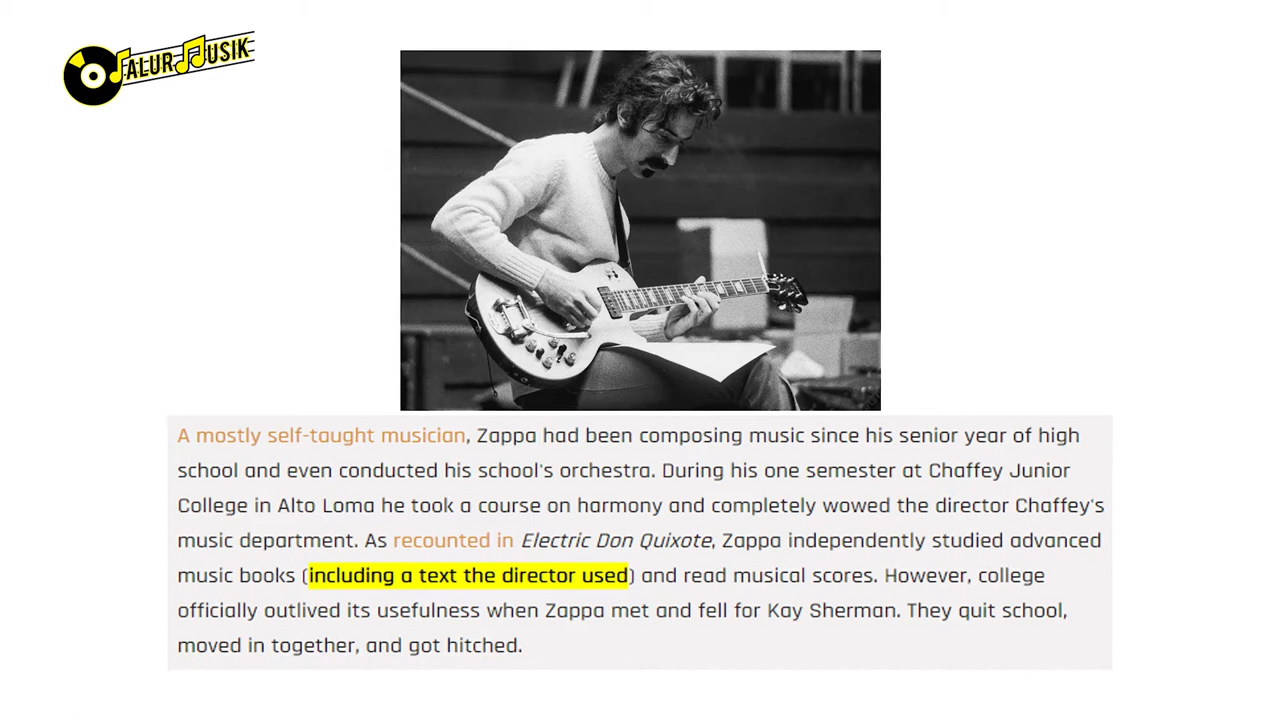 JALUR MUSIK
A mostly self-taught musician, Zappa had been composing music since his senior year of high
school and even conducted his school's orchestra. During his one semester at Chaffey Junior
College in Alto Loma he took a course on harmony and completely wowed the director Chaffey's
music department. As recounted in Electric Don Quixote, Zappa independently studied advanced
music books (including a text the director used) and read musical scores. However, college
officially outlived its usefulness when Zappa met and fell for Kay Sherman. They quit school,
moved in together, and got hitched.